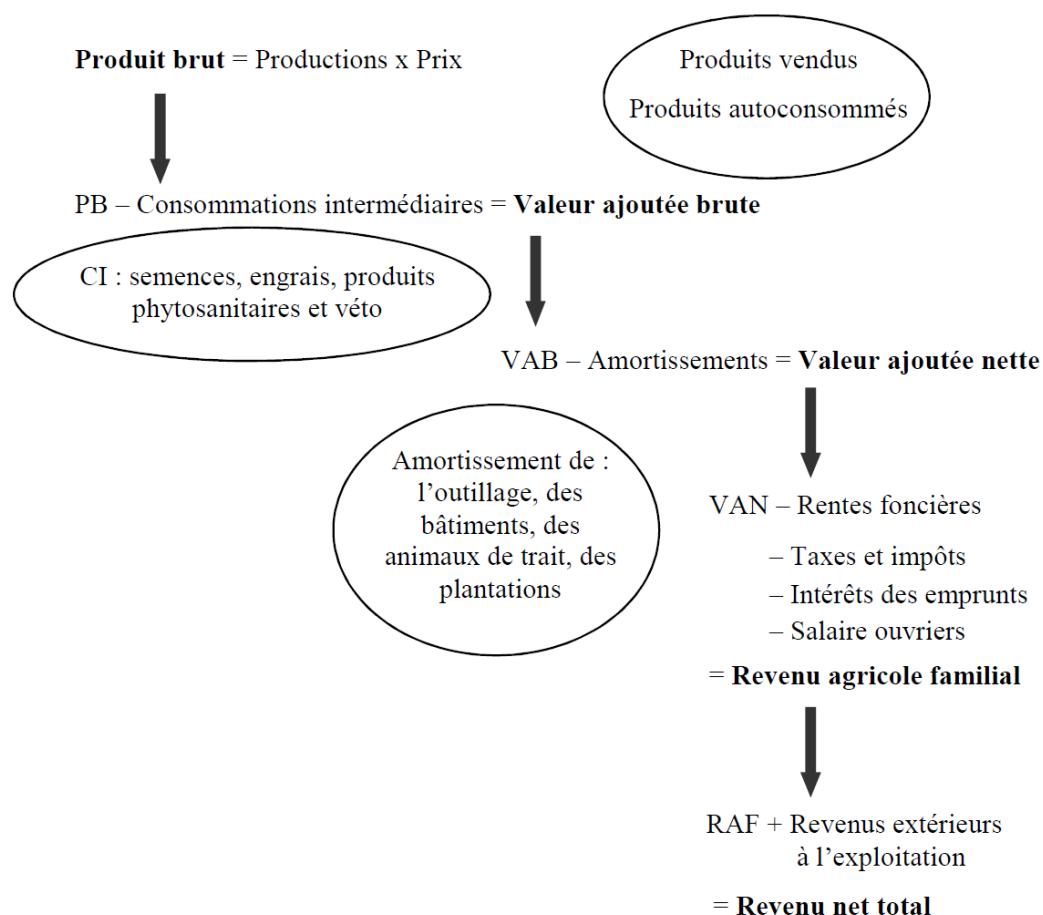 Produit brut = Productions x Prix
Produits vendus
Produits autoconsommés
PB – Consommations intermédiaires = Valeur ajoutée brute
CI : semences, engrais, produits
phytosanitaires et véto
VAB – Amortissements = Valeur ajoutée nette
Amortissement de :
l’outillage, des
bâtiments, des
animaux de trait, des
plantations
VAN – Rentes foncières
– Taxes et impôts
– Intérêts des emprunts
– Salaire ouvriers
= Revenu agricole familial
RAF + Revenus extérieurs
à l’exploitation
= Revenu net total